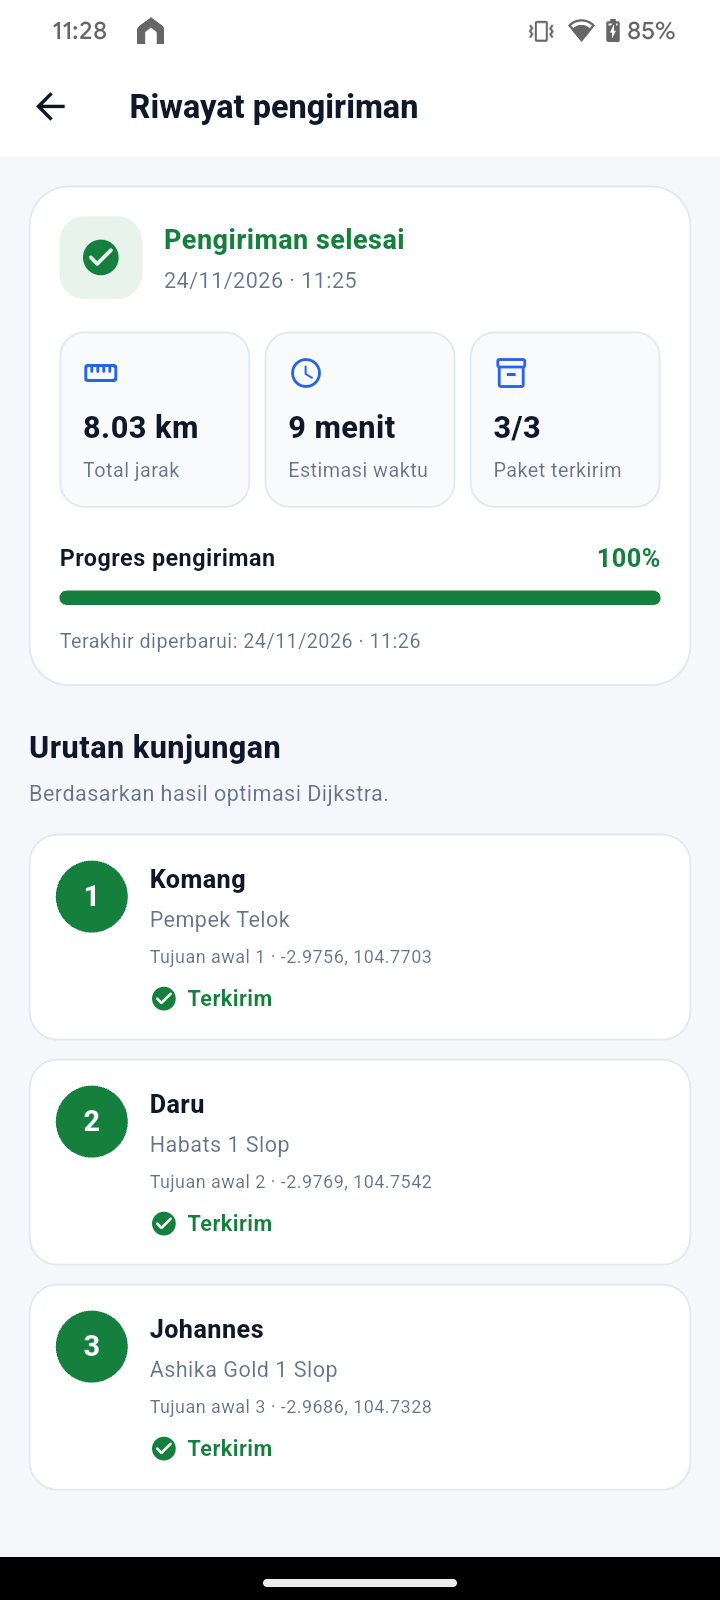 11:28
85%
Riwayat pengiriman
Pengiriman selesai
24/11/2026 · 11:25
8.03 km
Total jarak
9 menit
Estimasi waktu
3/3
Paket terkirim
Progres pengiriman
100%
Terakhir diperbarui: 24/11/2026 · 11:26
Urutan kunjungan
Berdasarkan hasil optimasi Dijkstra.
1
Komang
Pempek Telok
Tujuan awal 1 · -2.9756, 104.7703
Terkirim
2
Daru
Habats 1 Slop
Tujuan awal 2 · -2.9769, 104.7542
Terkirim
3
Johannes
Ashika Gold 1 Slop
Tujuan awal 3 · -2.9686, 104.7328
Terkirim